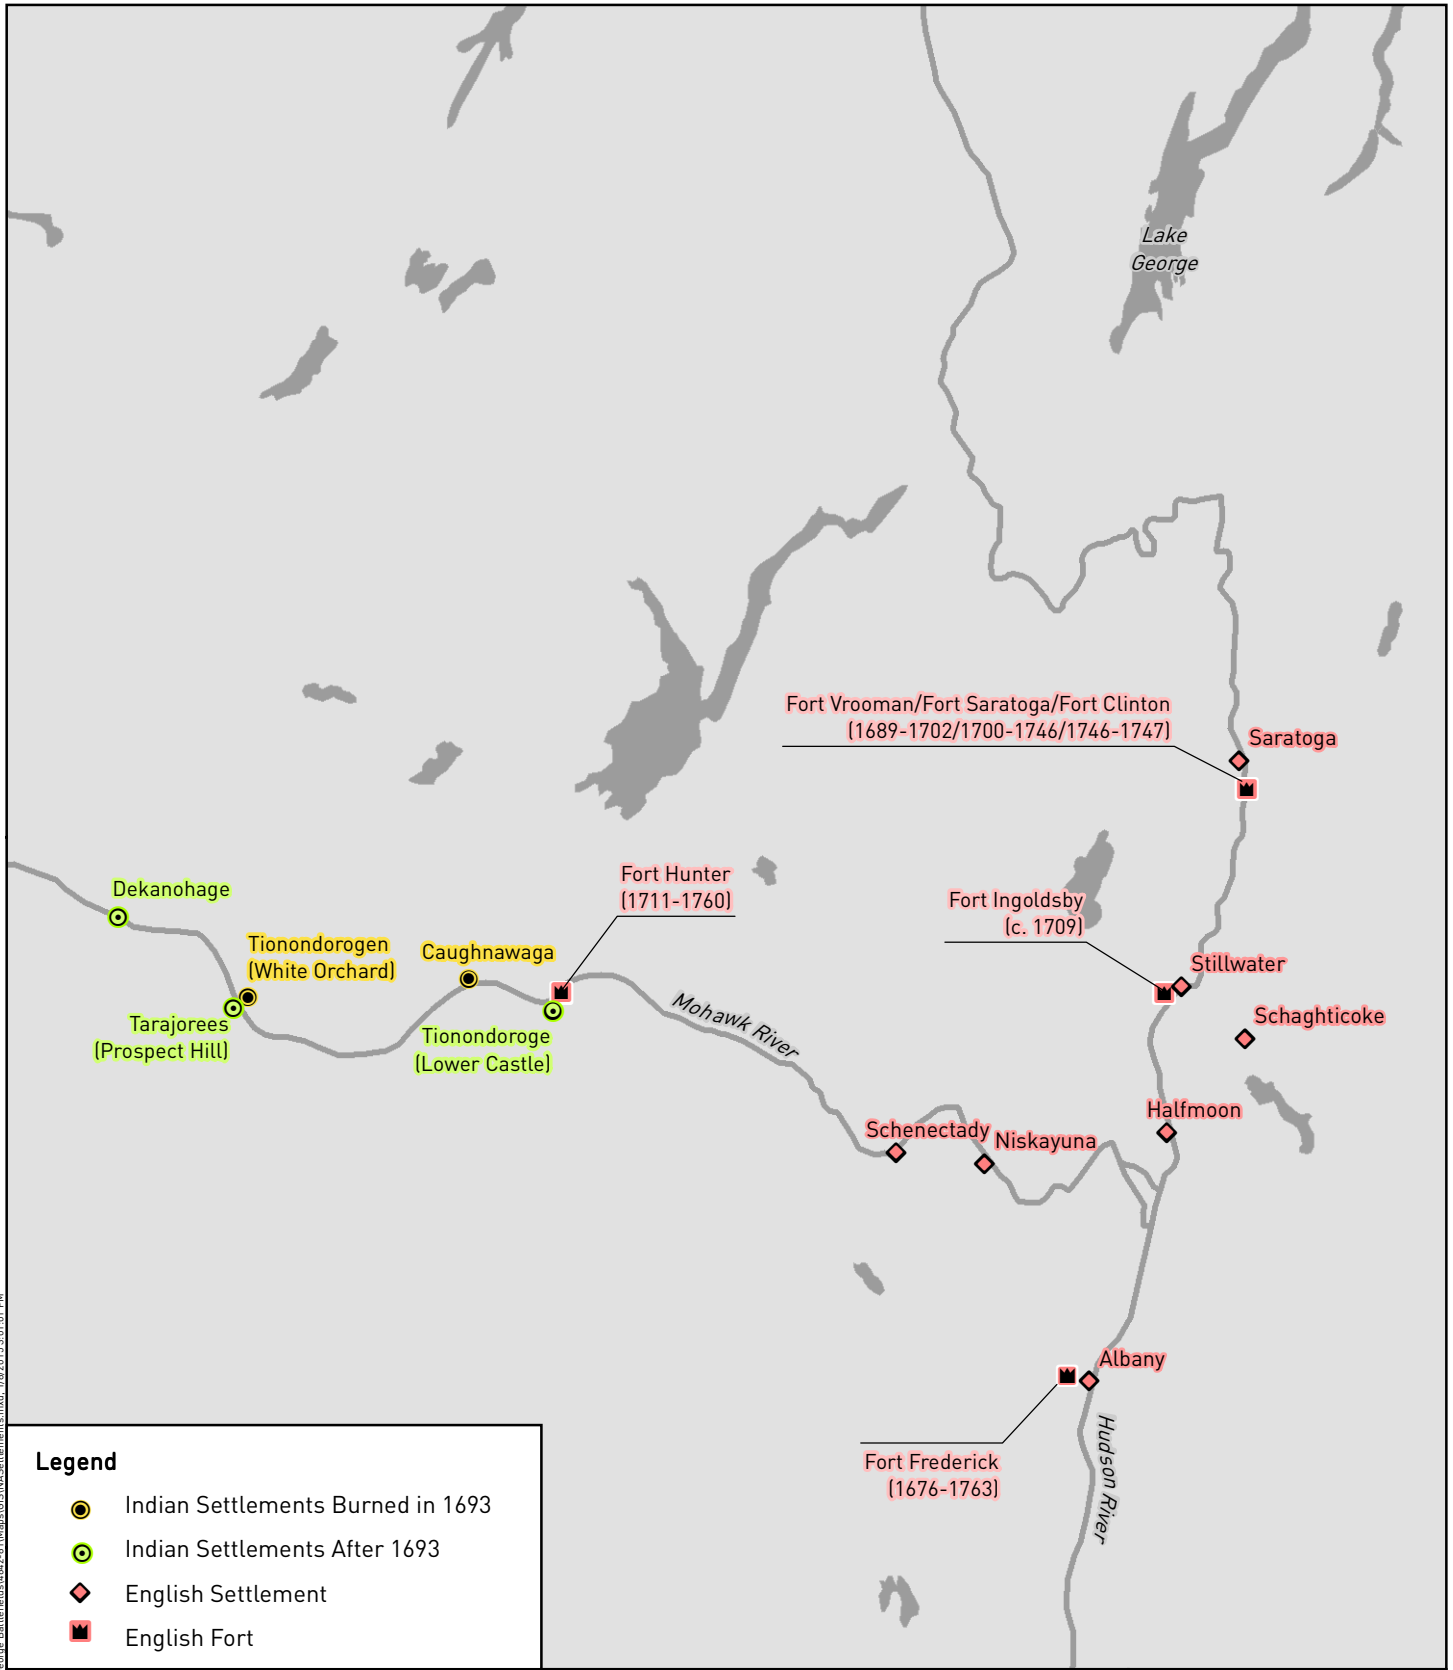 Lake
George
Fort Vrooman/Fort Saratoga/Fort Clinton
(1689-1702/1700-1746/1746-1747)
Saratoga
Fort Hunter
(1711-1760)
Dekanohage
Fort Ingoldsby
(c. 1709)
Tionondorogen
(White Orchard)
Caughnawaga
Stillwater
Mohawk River
Schaghticoke
Tarajorees
(Prospect Hill)
Tionondoroge
(Lower Castle)
Halfmoon
Schenectady
Niskayuna
Albany
Hudson River
Fort Frederick
(1676-1763)
Legend
Indian Settlements Burned in 1693
Indian Settlements After 1693
English Settlement
English Fort